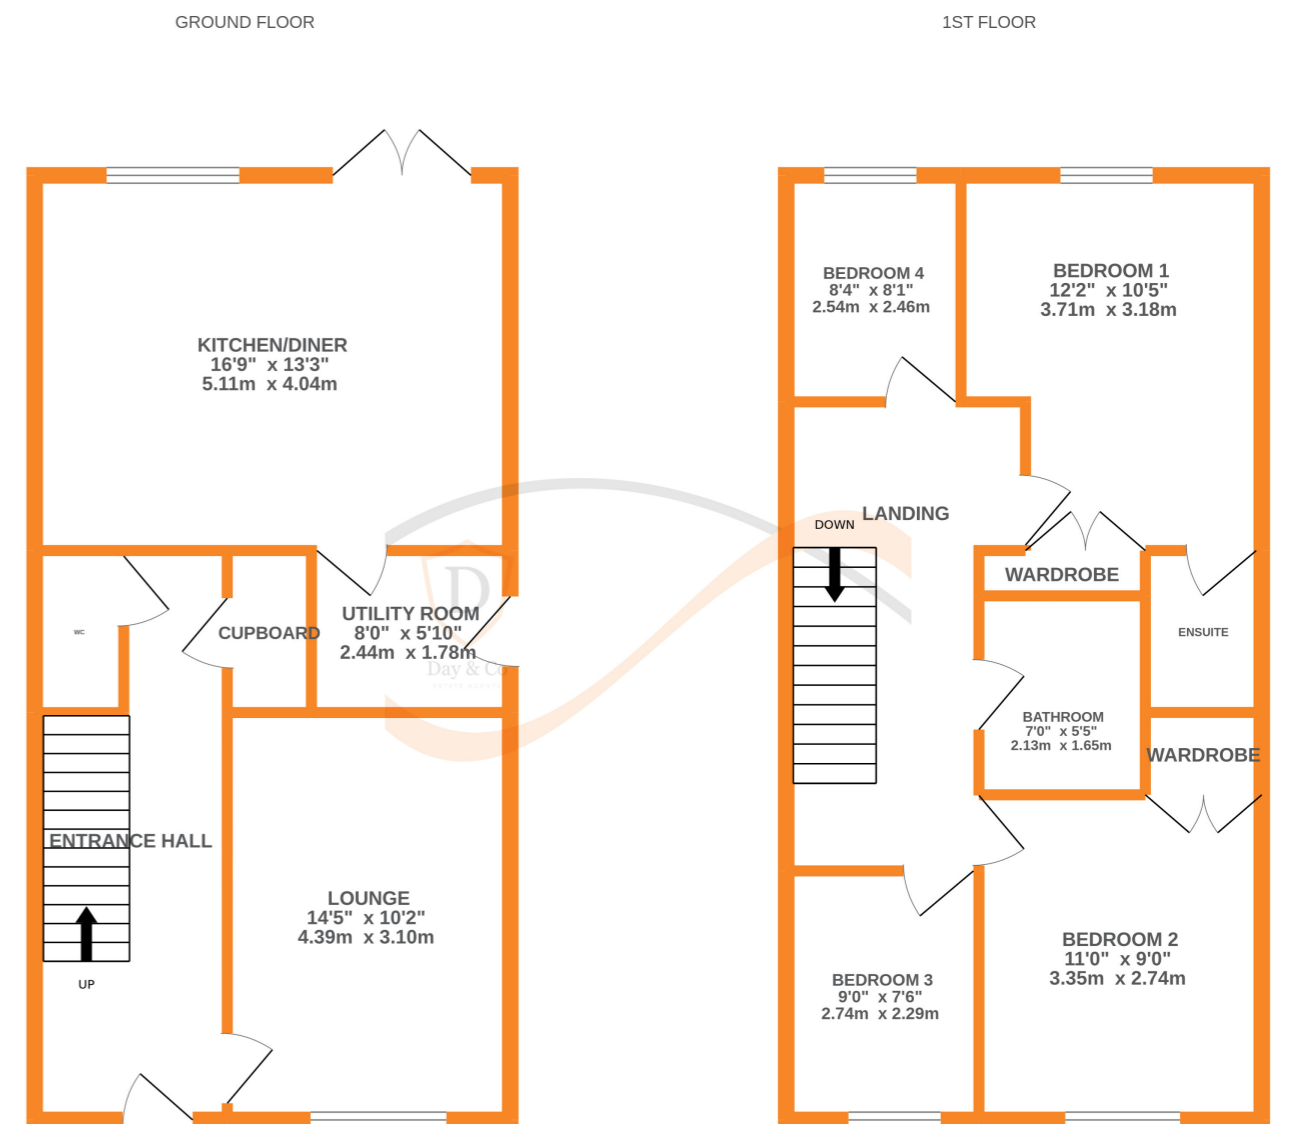 GROUND FLOOR
KITCHEN/DINER
16'9" x 13'3"
5.11m x 4.04m
WC
CUPBOARD
UTILITY ROOM
8'0" x 5'10"
2.44m x 1.78m
D
Day & Co
ENTRANCE HALL
UP
LOUNGE
14'5" x 10'2"
4.39m x 3.10m
1ST FLOOR
BEDROOM 4
8'4" x 8'1"
2.54m x 2.46m
BEDROOM 1
12'2" x 10'5"
3.71m x 3.18m
LANDING
DOWN
WARDROBE
ENSUITE
BATHROOM
7'0" x 5'5"
2.13m x 1.65m
WARDROBE
BEDROOM 3
9'0" x 7'6"
2.74m x 2.29m
BEDROOM 2
11'0" x 9'0"
3.35m x 2.74m